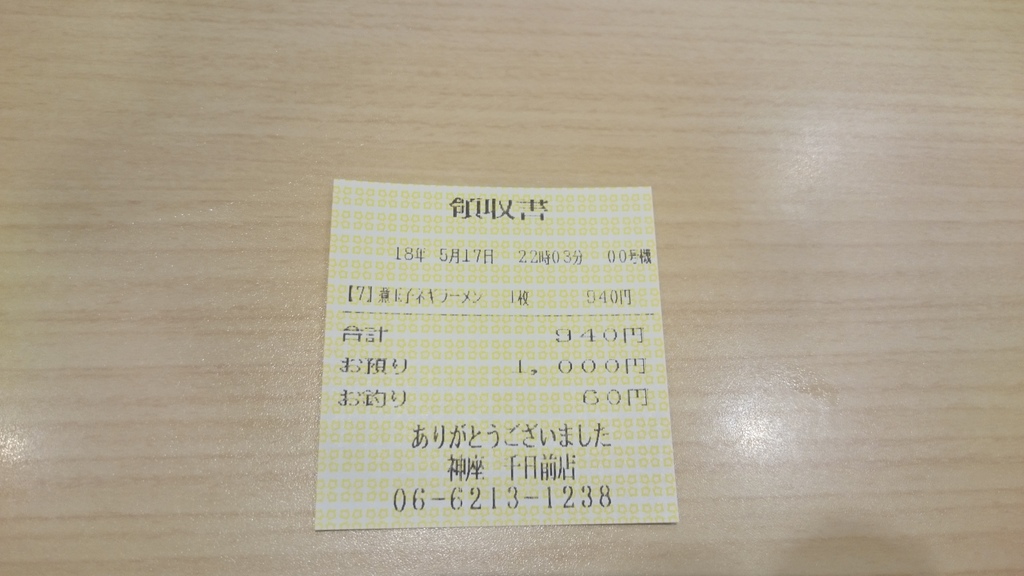 領収書
18年 5月17日 22時03分 00号機
【7】煮玉子ネギラーメン 1枚 940円
合計 940円
お預り 1,000円
お釣り 60円
ありがとうございました
神座 千日前店
06-6213-1238